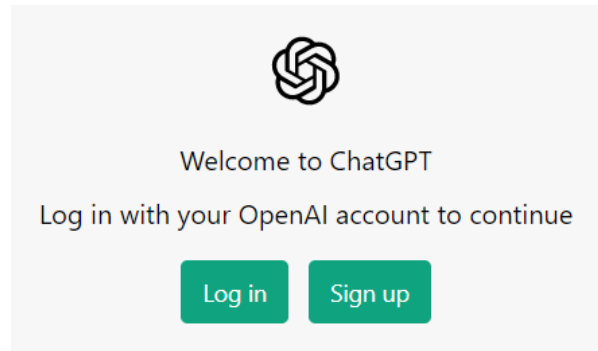 Welcome to ChatGPT
Log in with your OpenAI account to continue
Log in Sign up